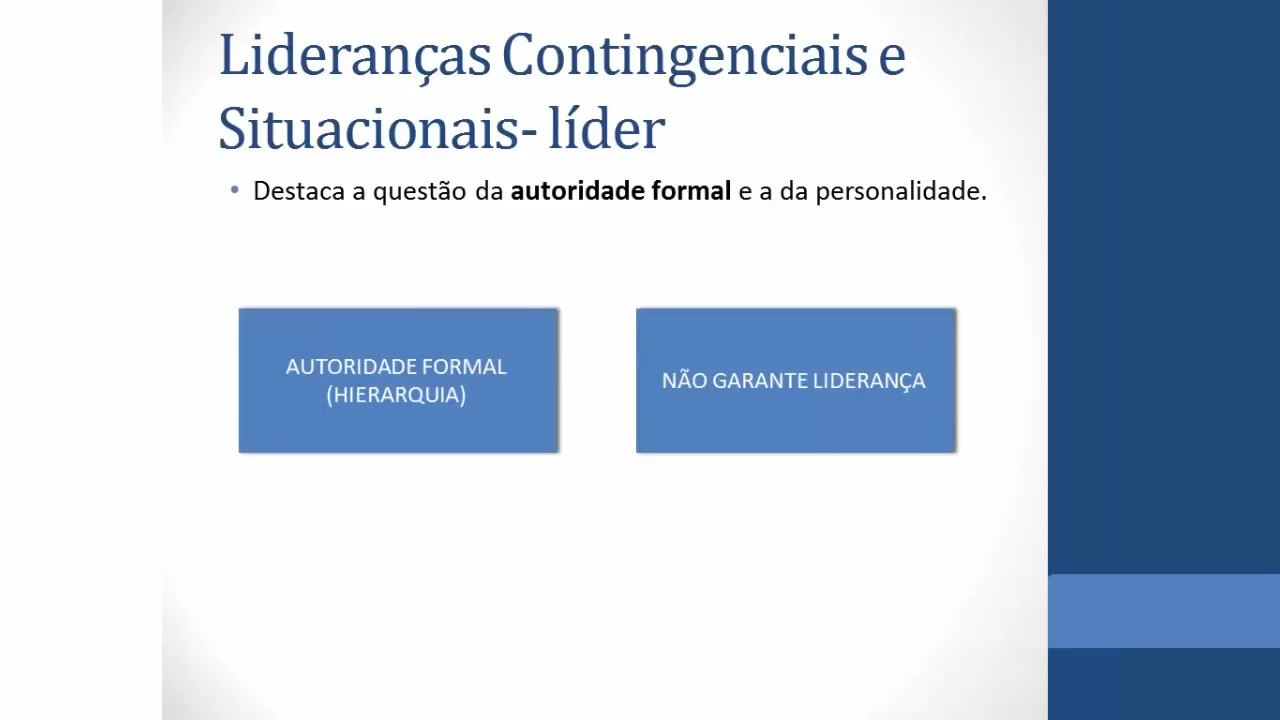 Lideranças Contingenciais e
Situacionais- líder
• Destaca a questão da autoridade formal e a da personalidade.
AUTORIDADE FORMAL
(HIERARQUIA)
NÃO GARANTE LIDERANÇA